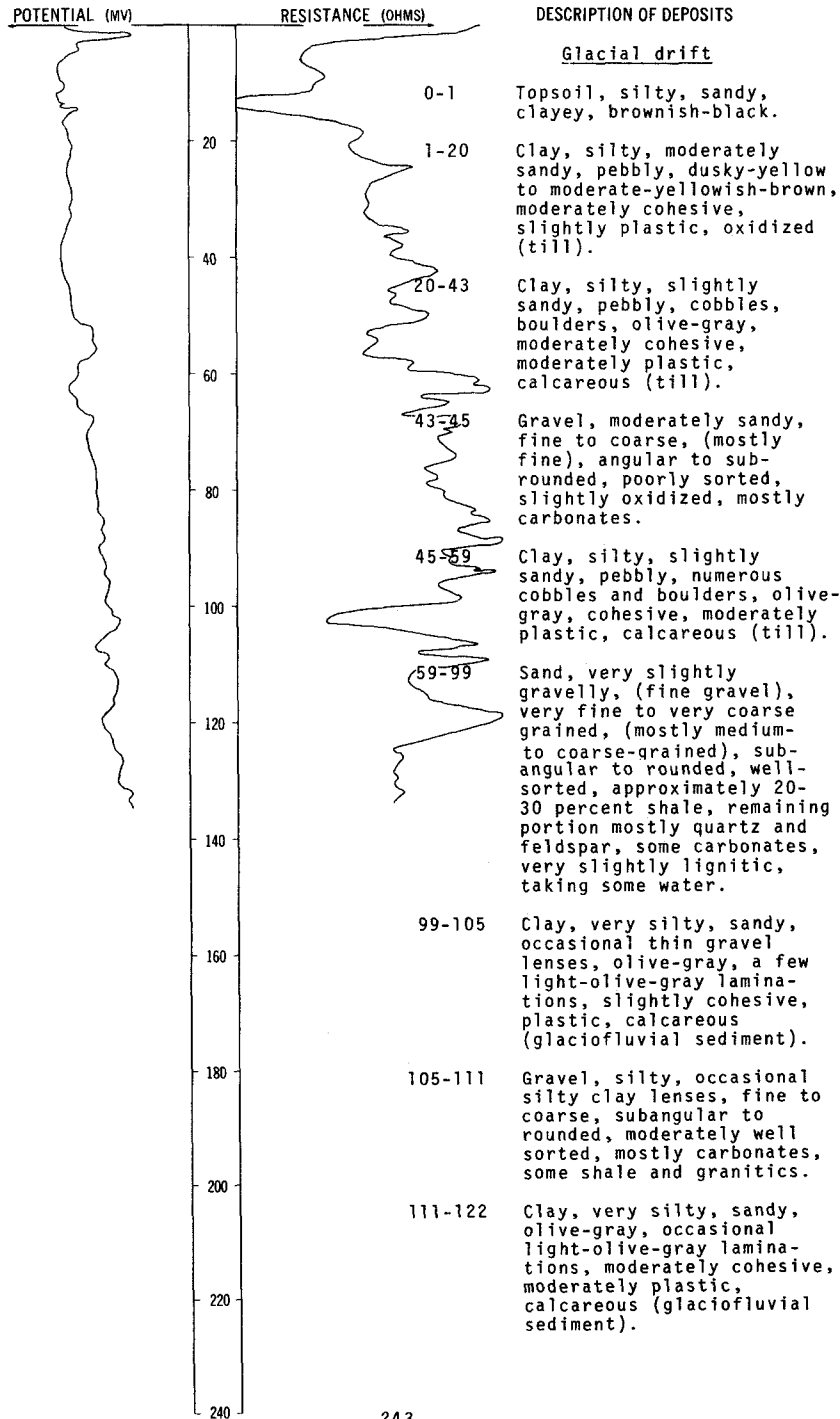 POTENTIAL (MV) RESISTANCE (OHMS) DESCRIPTION OF DEPOSITS
Glacial drift
0-1 Topsoil, silty, sandy,
clayey, brownish-black.
1-20 Clay, silty, moderately
sandy, pebbly, dusky-yellow
to moderate-yellowish-brown,
moderately cohesive,
slightly plastic, oxidized
(till).
20-43 Clay, silty, slightly
sandy, pebbly, cobbles,
boulders, olive-gray,
moderately cohesive,
moderately plastic,
calcareous (till).
43-45 Gravel, moderately sandy,
fine to coarse, (mostly
fine), angular to sub-
rounded, poorly sorted,
slightly oxidized, mostly
carbonates.
45-59 Clay, silty, slightly
sandy, pebbly, numerous
cobbles and boulders, olive-
gray, cohesive, moderately
plastic, calcareous (till).
59-99 Sand, very slightly
gravelly, (fine gravel),
very fine to very coarse
grained, (mostly medium-
to coarse-grained), sub-
angular to rounded, well-
sorted, approximately 20-
30 percent shale, remaining
portion mostly quartz and
feldspar, some carbonates,
very slightly lignitic,
taking some water.
99-105 Clay, very silty, sandy,
occasional thin gravel
lenses, olive-gray, a few
light-olive-gray lamina-
tions, slightly cohesive,
plastic, calcareous
(glaciofluvial sediment).
105-111 Gravel, silty, occasional
silty clay lenses, fine to
coarse, subangular to
rounded, moderately well
sorted, mostly carbonates,
some shale and granitics.
111-122 Clay, very silty, sandy,
olive-gray, occasional
light-olive-gray lamina-
tions, moderately cohesive,
moderately plastic,
calcareous (glaciofluvial
sediment).
20
40
60
80
100
120
140
160
180
200
220
240
243